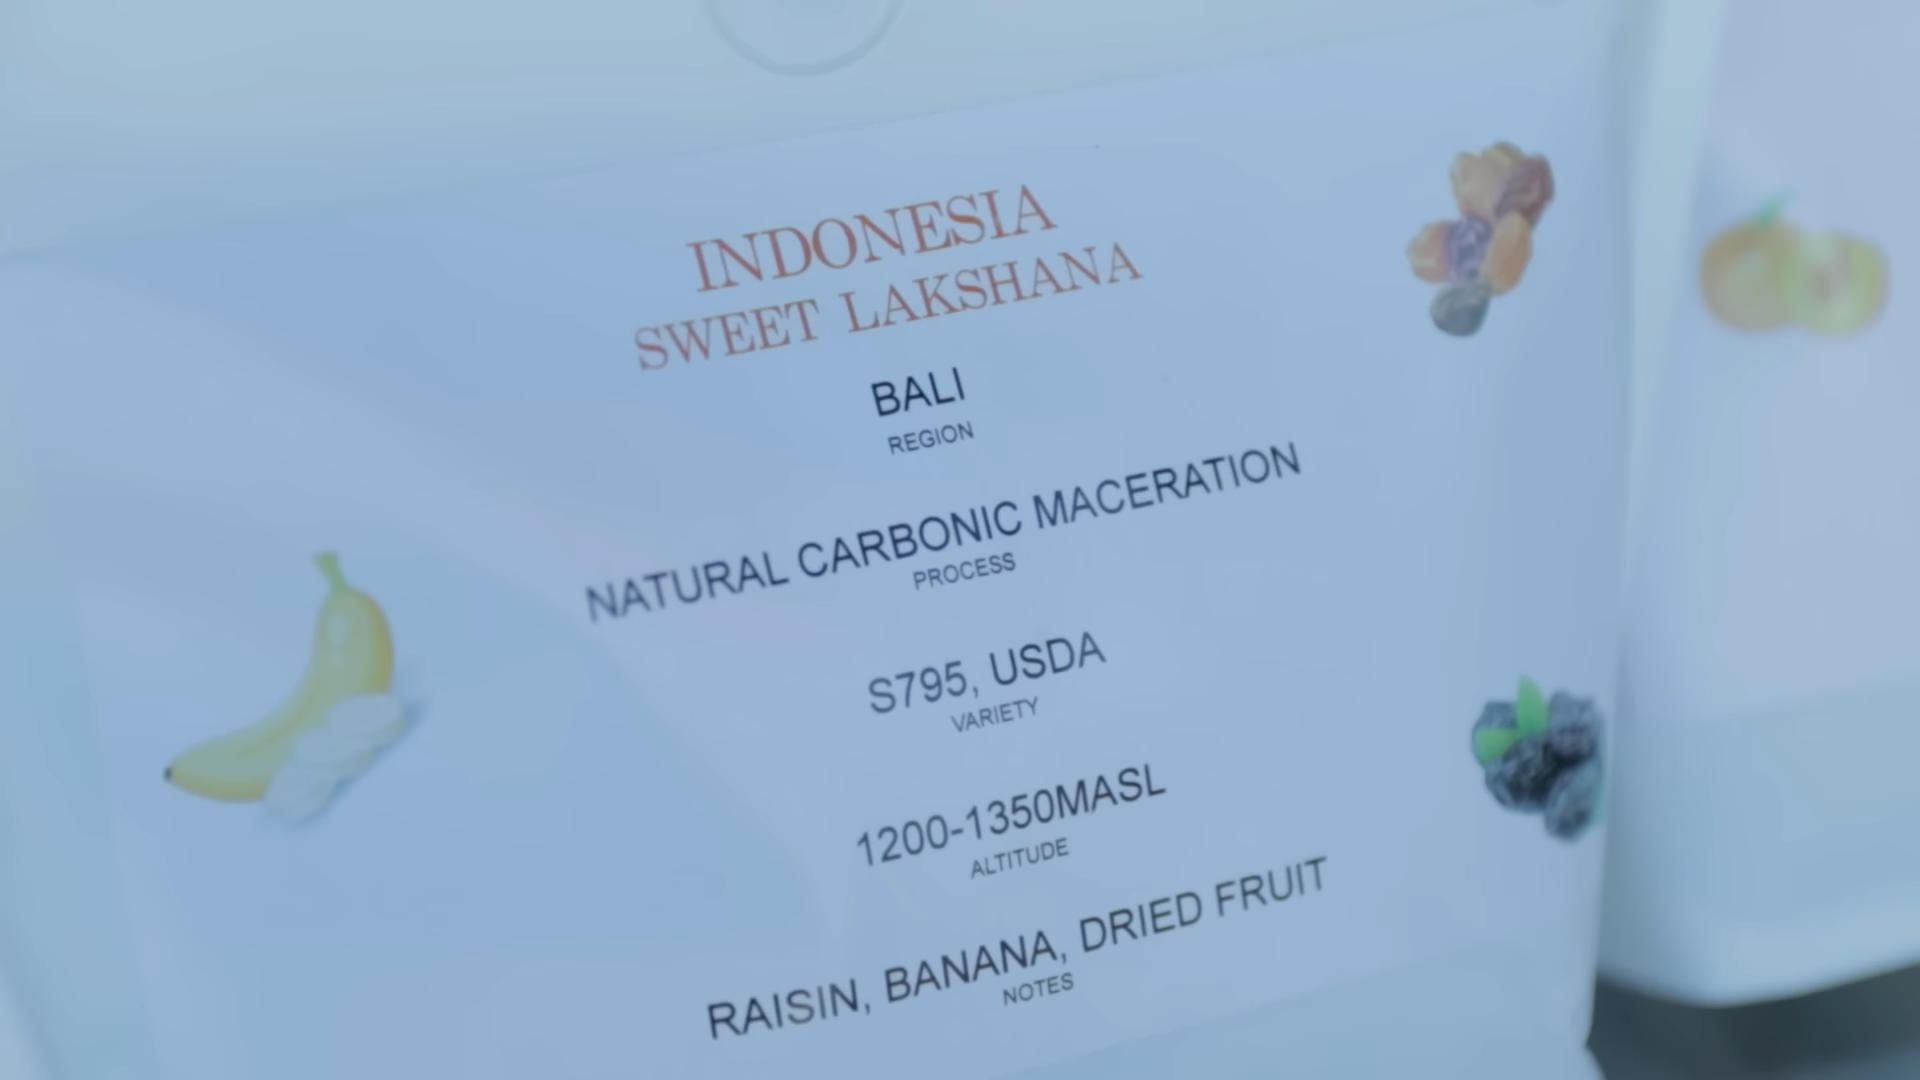 INDONESIA
SWEET LAKSHANA
BALI
REGION
NATURAL CARBONIC MACERATION
PROCESS
S795, USDA
VARIETY
1200-1350MASL
ALTITUDE
RAISIN, BANANA, DRIED FRUIT
NOTES